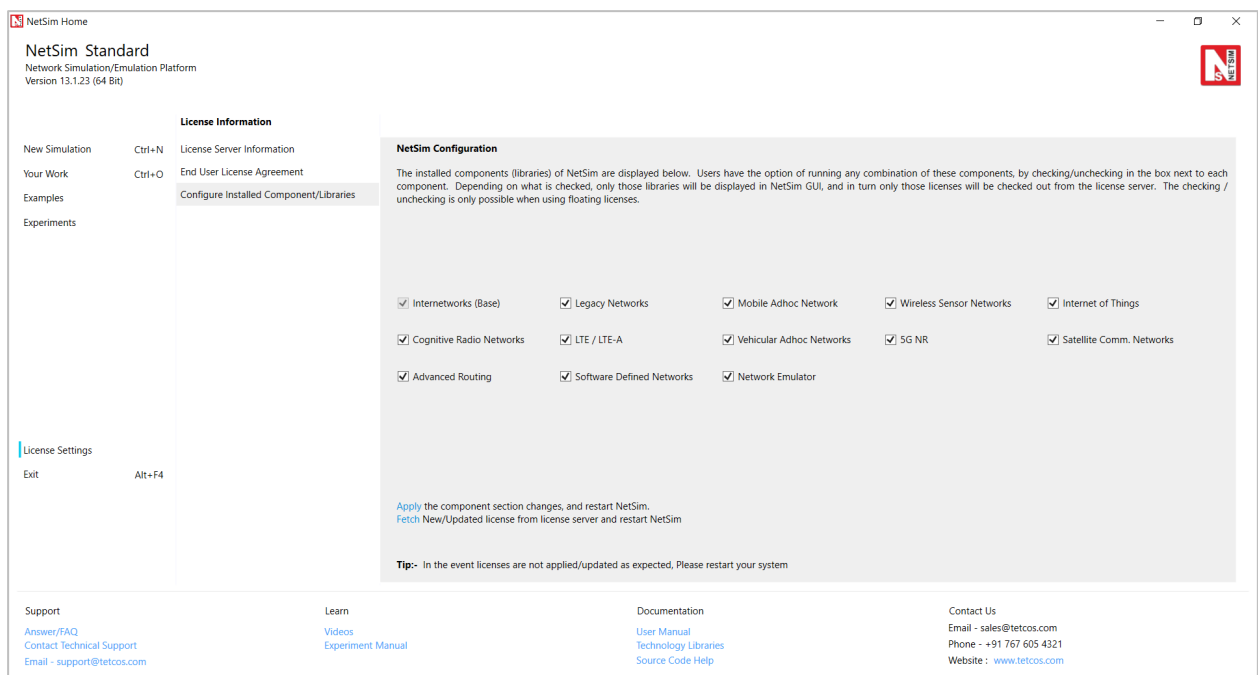 NetSim Home
NetSim Standard
Network Simulation/Emulation Platform
Version 13.1.23 (64 Bit)
NETSIM
N
S
License Information
New Simulation Ctrl+N
Your Work Ctrl+O
Examples
Experiments
License Settings
Exit Alt+F4
License Server Information
End User License Agreement
Configure Installed Component/Libraries
NetSim Configuration
The installed components (libraries) of NetSim are displayed below. Users have the option of running any combination of these components, by checking/unchecking in the box next to each
component. Depending on what is checked, only those libraries will be displayed in NetSim GUI, and in turn only those licenses will be checked out from the license server. The checking /
unchecking is only possible when using floating licenses.
Internetworks (Base) Legacy Networks Mobile Adhoc Network Wireless Sensor Networks Internet of Things
Cognitive Radio Networks LTE / LTE-A Vehicular Adhoc Networks 5G NR Satellite Comm. Networks
Advanced Routing Software Defined Networks Network Emulator
Apply the component section changes, and restart NetSim.
Fetch New/Updated license from license server and restart NetSim
Tip:- In the event licenses are not applied/updated as expected, Please restart your system
Support
Answer/FAQ
Contact Technical Support
Email - support@tetcos.com
Learn
Videos
Experiment Manual
Documentation
User Manual
Technology Libraries
Source Code Help
Contact Us
Email - sales@tetcos.com
Phone - +91 767 605 4321
Website : www.tetcos.com